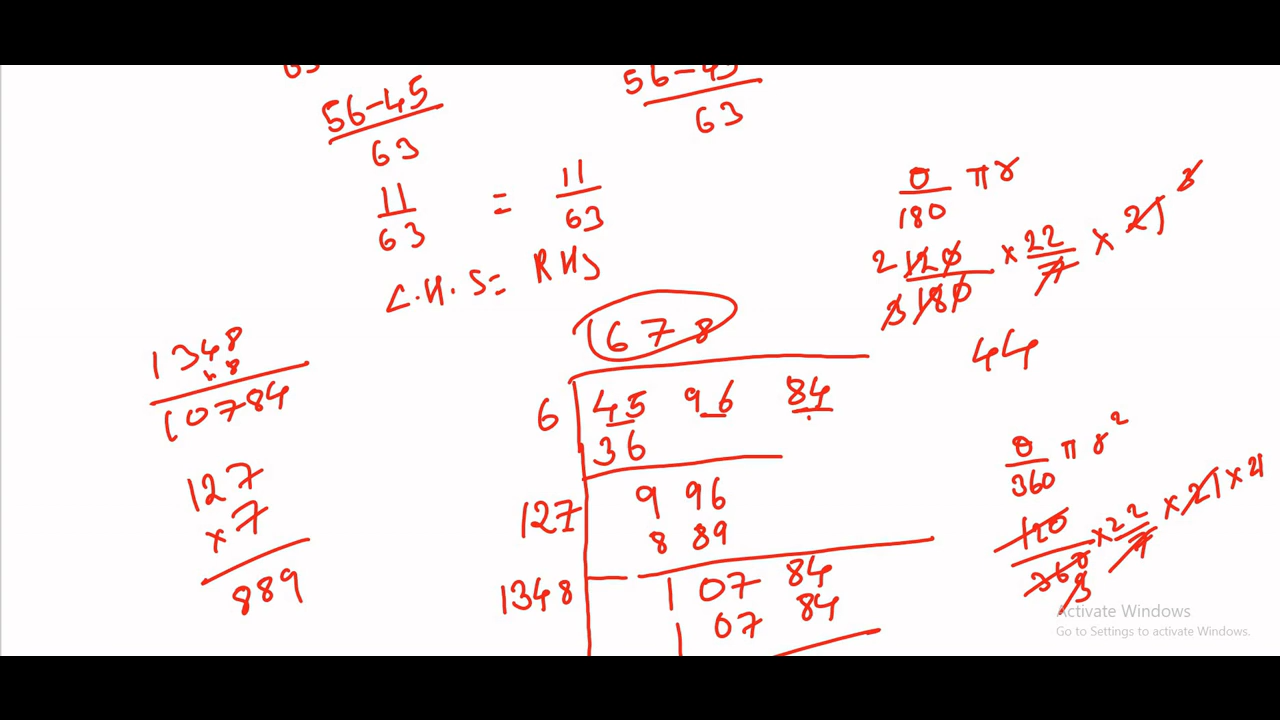 63
56-45
63
11
63
=
56-45
63
11
63
L.H.S = RHS
θ
180
πr
2 120
3 180
× 22
7
× 21 3
44
1348
× 8
10784
127
× 7
889
678
6
45 96 84
36
127
9 96
8 89
1348
1 07 84
1 07 84
θ
360
π r²
120
360
3
× 22
7
× 21 × 21
Activate Windows
Go to Settings to activate Windows.